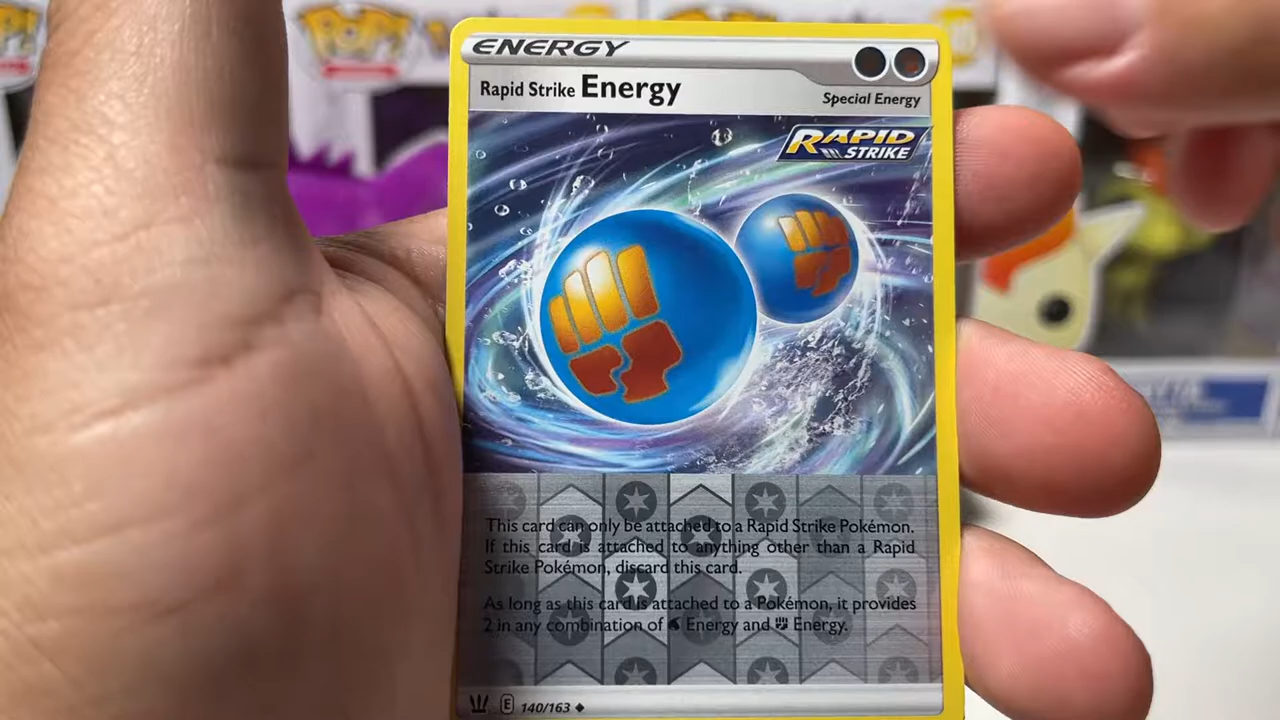 POP!
POP!
ENERGY
Rapid Strike Energy
Special Energy
RAPID
STRIKE
This card can only be attached to a Rapid Strike Pokémon.
If this card is attached to anything other than a Rapid
Strike Pokémon, discard this card.
As long as this card is attached to a Pokémon, it provides
2 in any combination of Energy and Energy.
E 140/163